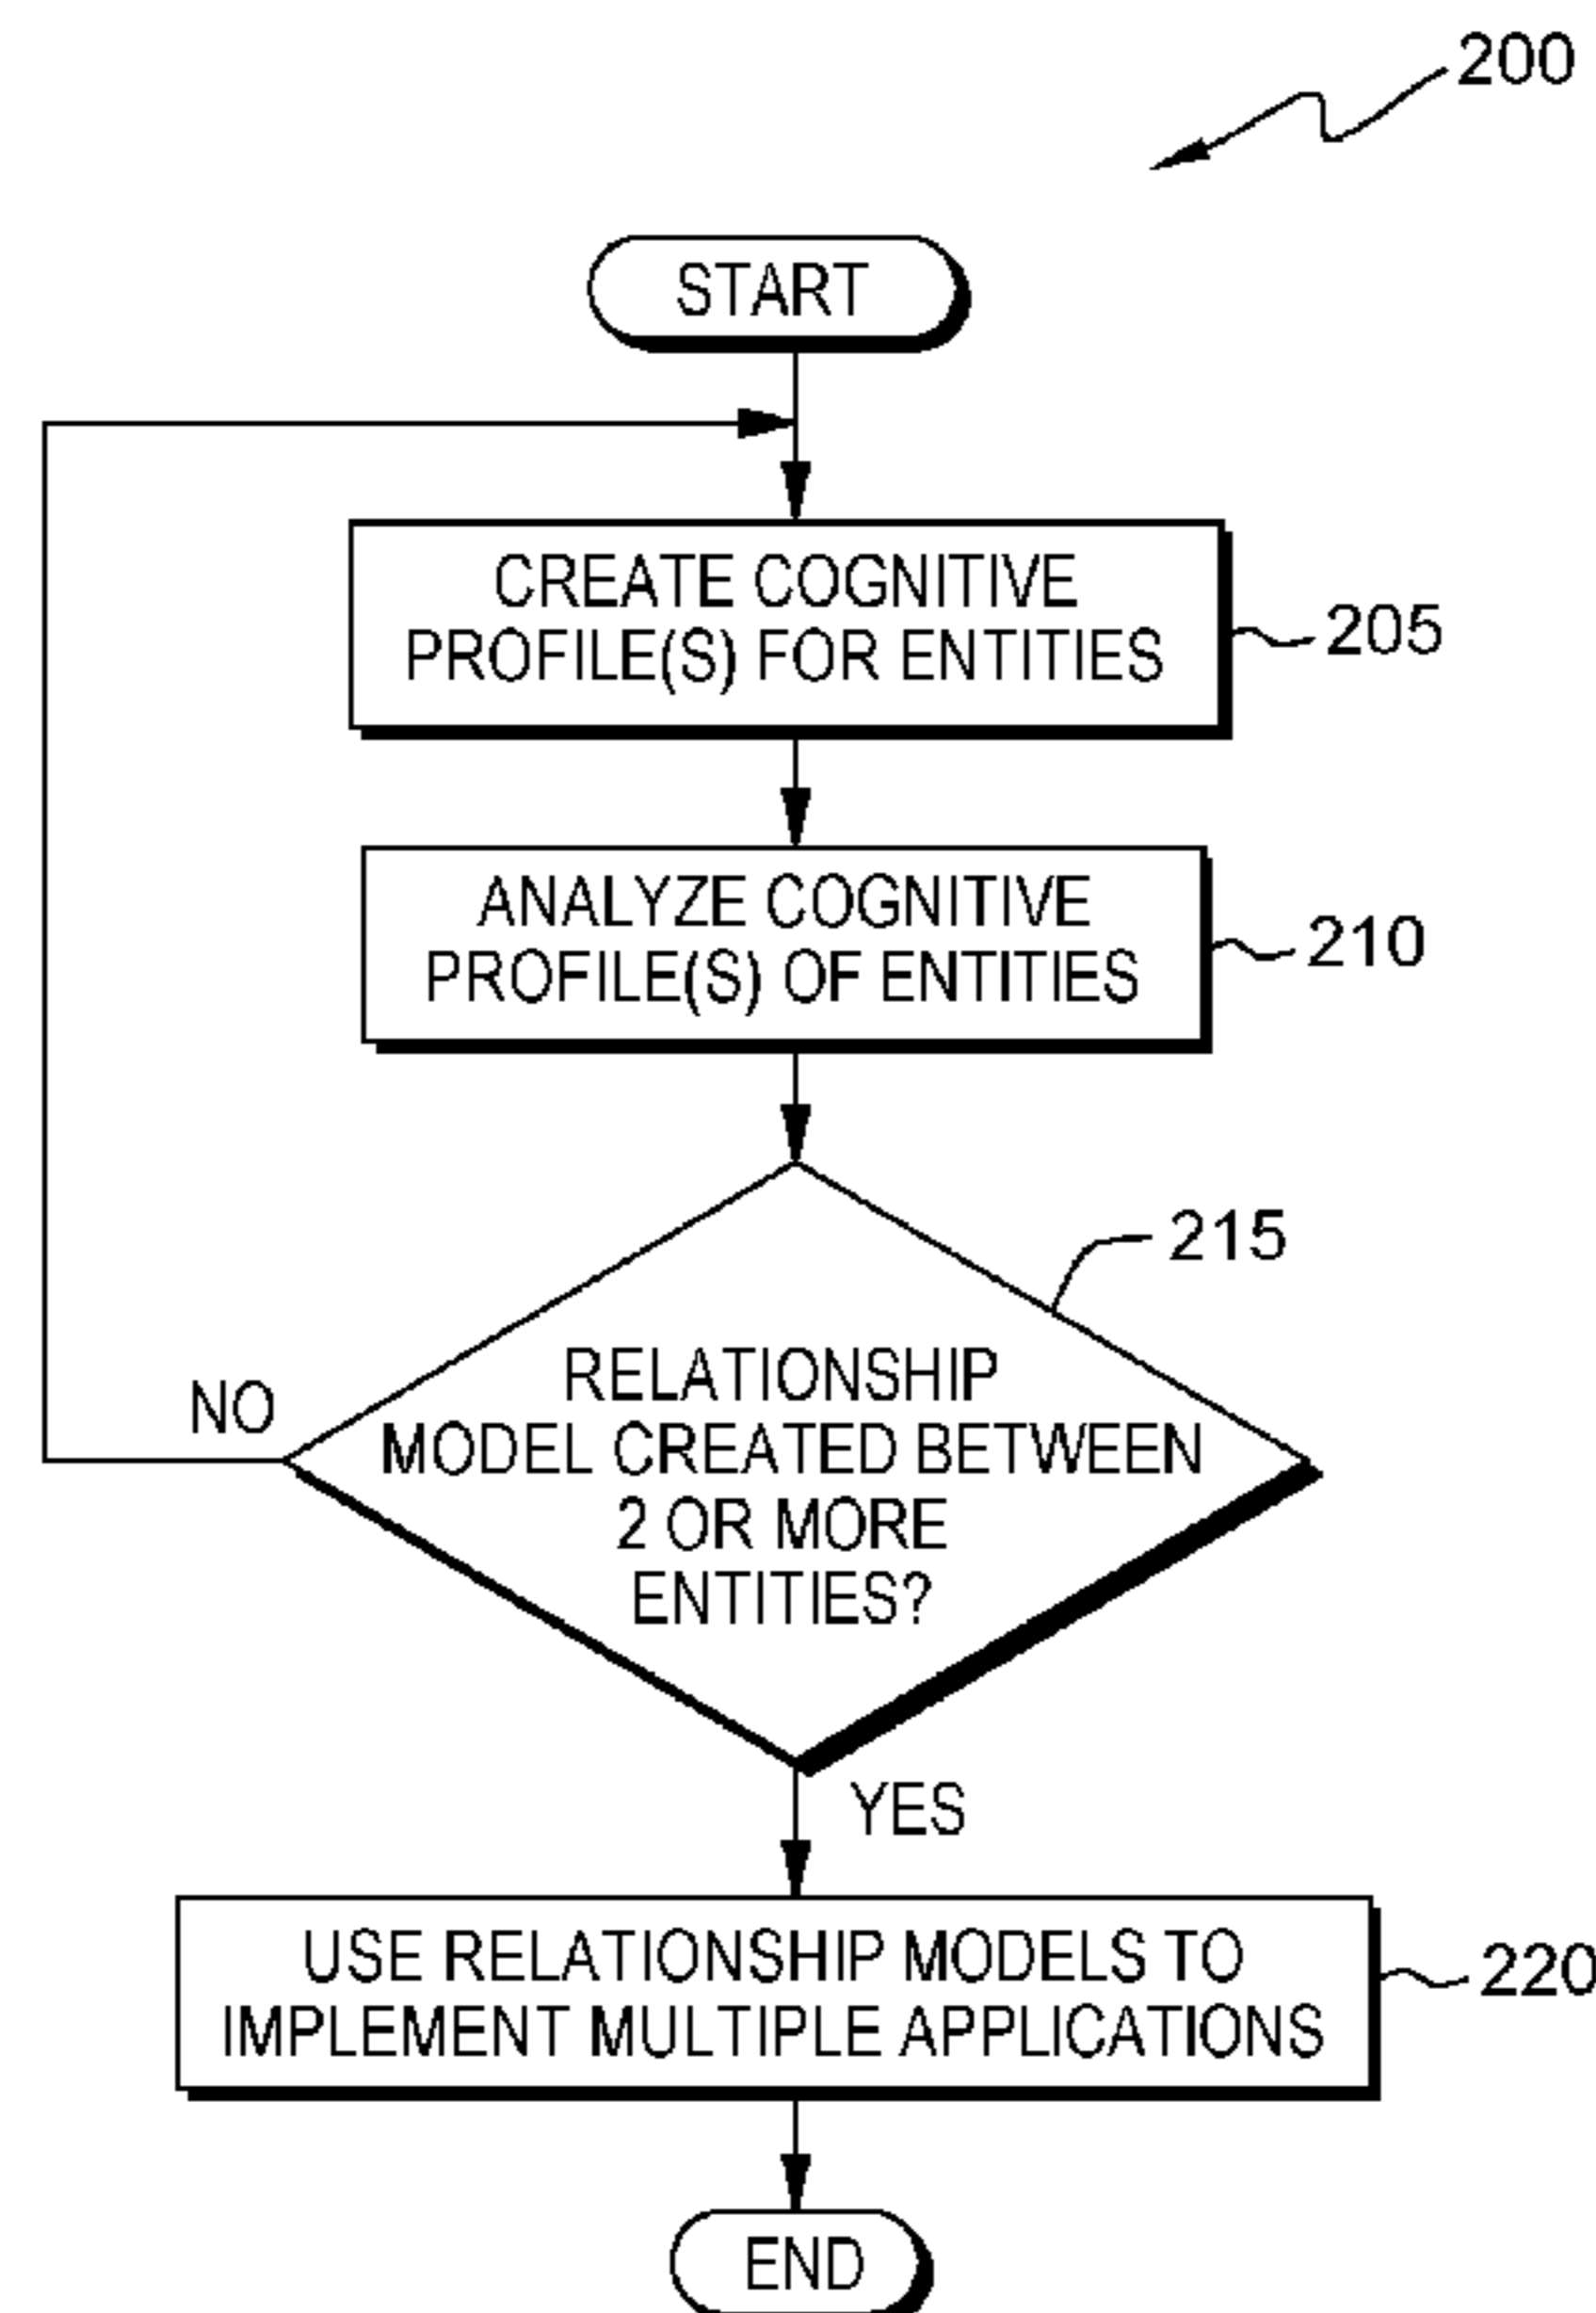 200
START
CREATE COGNITIVE
PROFILE(S) FOR ENTITIES
205
ANALYZE COGNITIVE
PROFILE(S) OF ENTITIES
210
215
RELATIONSHIP
MODEL CREATED BETWEEN
2 OR MORE
ENTITIES?
NO
YES
USE RELATIONSHIP MODELS TO
IMPLEMENT MULTIPLE APPLICATIONS
220
END